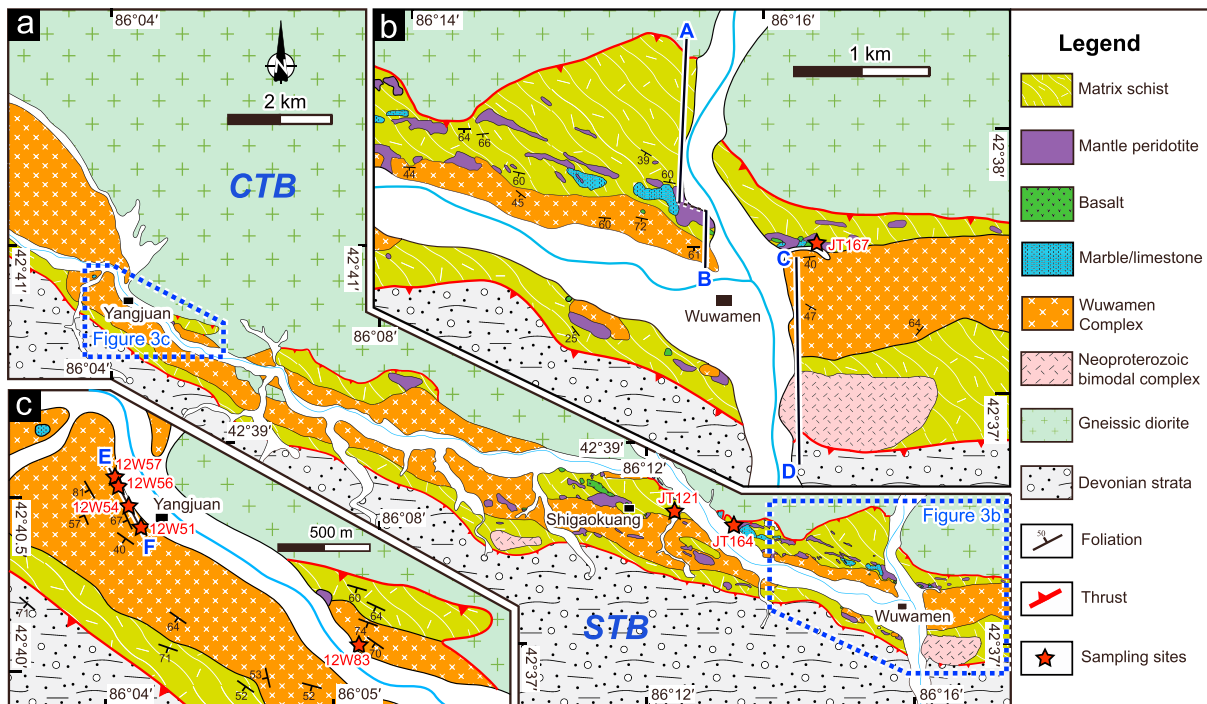 a
86°04′
N
2 km
CTB
42°41′
42°41′
Yangjuan
Figure 3c
86°04′
86°08′
42°39′
42°39′
86°12′
86°08′
Shigaokuang
JT121
JT164
Figure 3b
Wuwamen
STB
42°37′
42°37′
86°12′
86°16′
b
86°14′
86°16′
A
1 km
42°38′
64
66
39
44
60
60
45
60
72
61
B
C
JT167
40
47
64
Wuwamen
25
42°37′
D
c
E
12W57
12W56
81
12W54
Yangjuan
57
67
12W51
40
F
500 m
42°40.5′
71
64
71
60
64
74
70
12W83
53
52
52
42°40′
86°04′
86°05′
Legend
Matrix schist
Mantle peridotite
Basalt
Marble/limestone
Wuwamen
Complex
Neoproterozoic
bimodal complex
Gneissic diorite
Devonian strata
50
Foliation
Thrust
Sampling sites